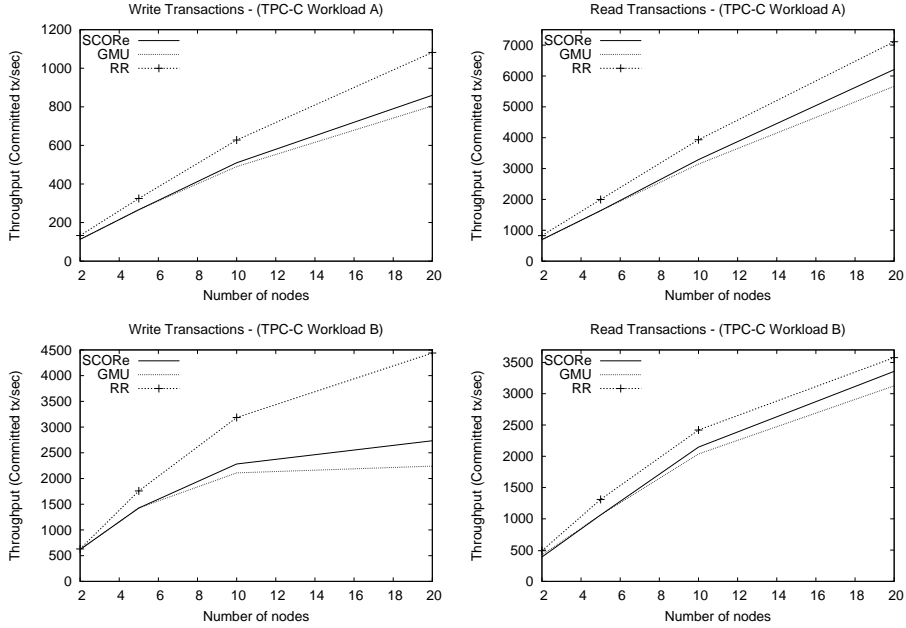 Write Transactions - (TPC-C Workload A)
1200
1000
800
600
400
200
0
Throughput (Committed tx/sec)
SCORe
GMU
RR
2 4 6 8 10 12 14 16 18 20
Number of nodes
Read Transactions - (TPC-C Workload A)
7000
6000
5000
4000
3000
2000
1000
0
Throughput (Committed tx/sec)
SCORe
GMU
RR
2 4 6 8 10 12 14 16 18 20
Number of nodes
Write Transactions - (TPC-C Workload B)
4500
4000
3500
3000
2500
2000
1500
1000
500
0
Throughput (Committed tx/sec)
SCORe
GMU
RR
2 4 6 8 10 12 14 16 18 20
Number of nodes
Read Transactions - (TPC-C Workload B)
3500
3000
2500
2000
1500
1000
500
0
Throughput (Committed tx/sec)
SCORe
GMU
RR
2 4 6 8 10 12 14 16 18 20
Number of nodes